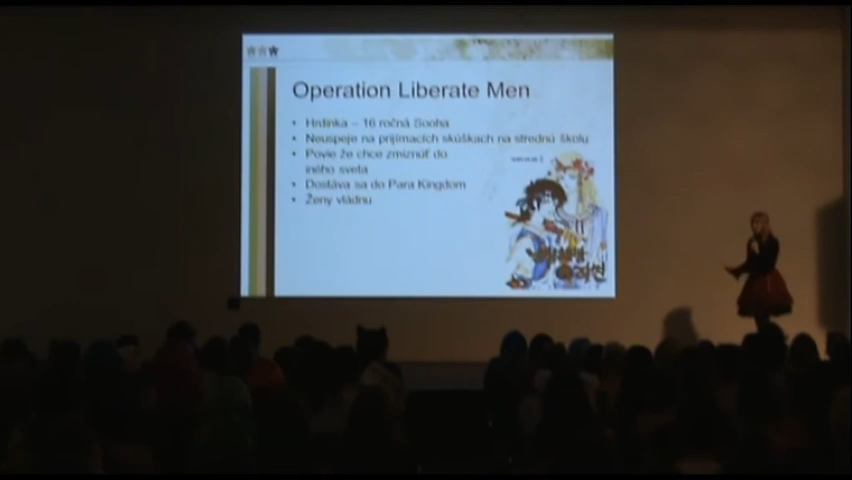 Operation Liberate Men
• Hrdinka – 16 ročná Sooha
• Neuspeje na prijímacích skúškach na strednú školu
• Povie že chce zmiznúť do
iného sveta
• Dostáva sa do Para Kingdom
• Ženy vládnu